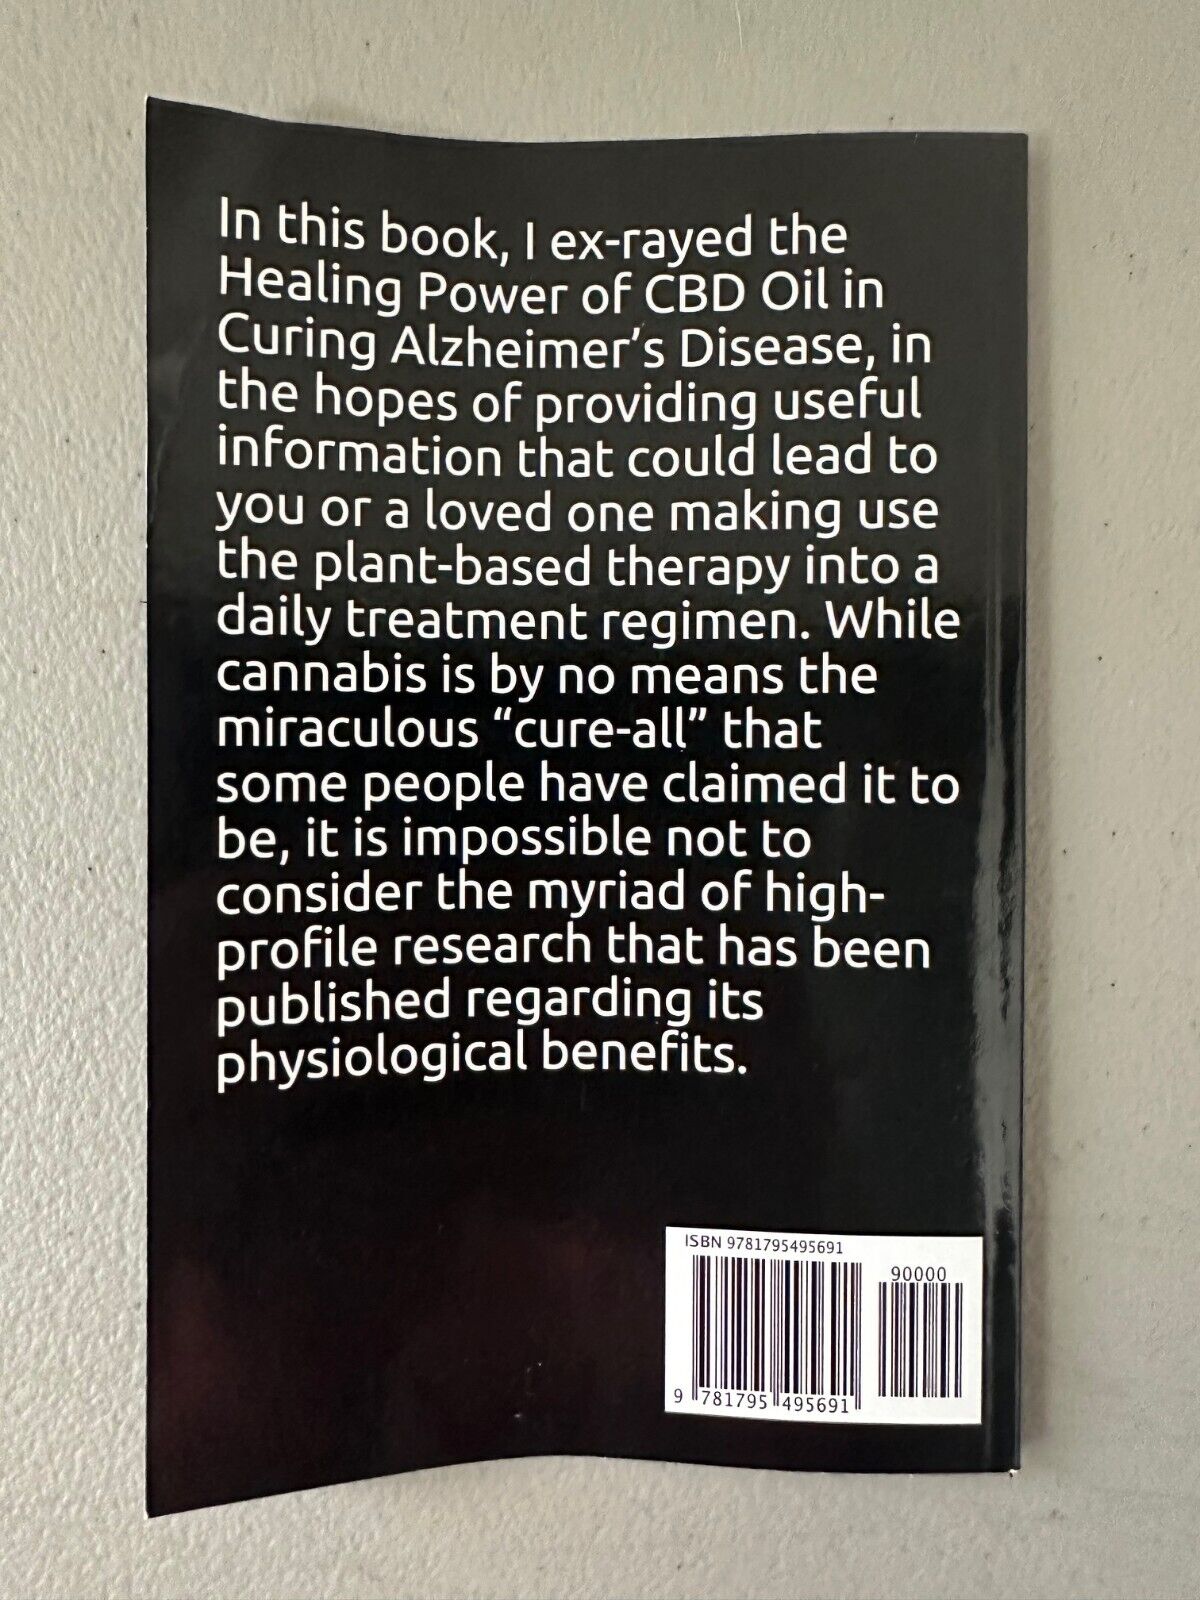 In this book, I ex-rayed the
Healing Power of CBD Oil in
Curing Alzheimer's Disease, in
the hopes of providing useful
information that could lead to
you or a loved one making use
the plant-based therapy into a
daily treatment regimen. While
cannabis is by no means the
miraculous “cure-all” that
some people have claimed it to
be, it is impossible not to
consider the myriad of high-
profile research that has been
published regarding its
physiological benefits.
ISBN 9781795495691
90000
9 781795 495691